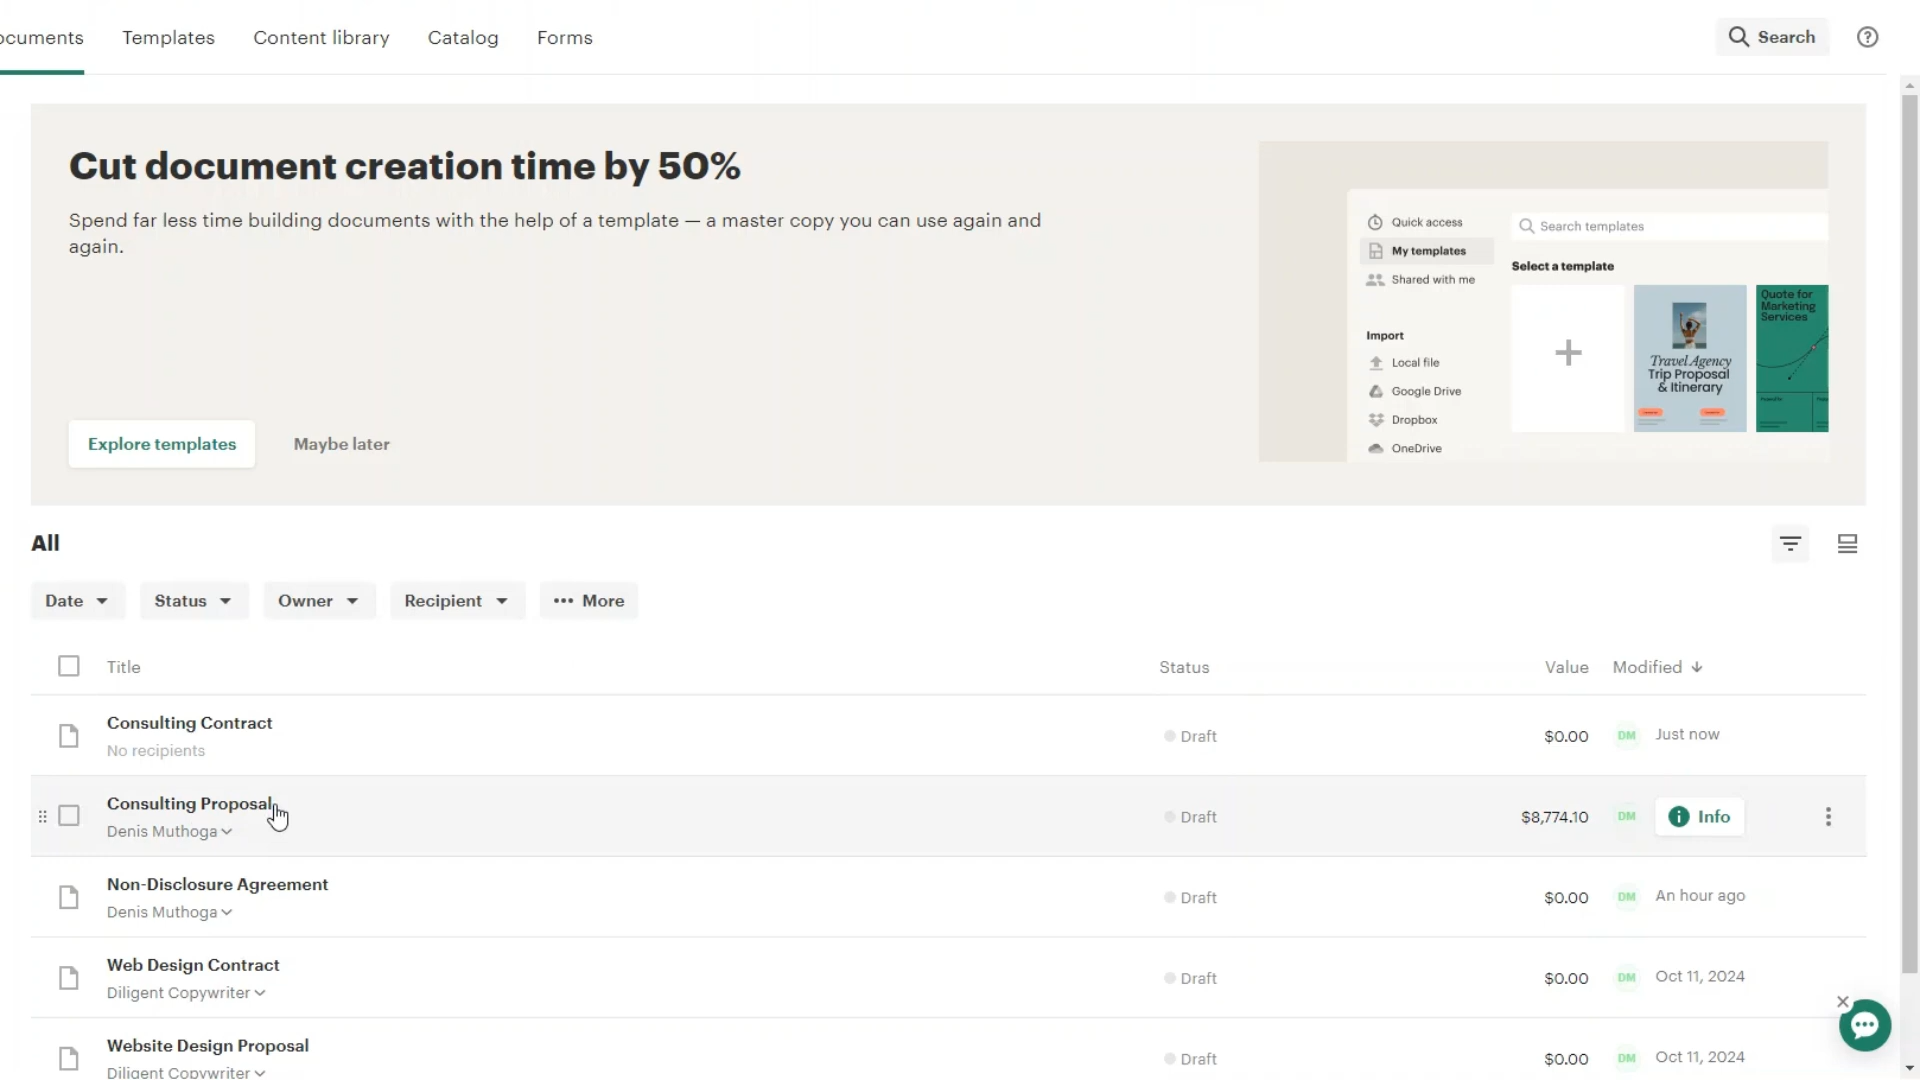 ocuments
Templates
Content library
Catalog
Forms
Search
Cut document creation time by 50%
Spend far less time building documents with the help of a template — a master copy you can use again and
again.
Explore templates
Maybe later
Quick access
My templates
Shared with me
Import
Local file
Google Drive
Dropbox
OneDrive
Search templates
Select a template
Travel Agency
Trip Proposal
& Itinerary
Quote for
Marketing
Services
All
Date
Status
Owner
Recipient
More
Title
Status
Value
Modified
Consulting Contract
No recipients
Draft
$0.00
DM
Just now
Consulting Proposal
Denis Muthoga
Draft
$8,774.10
DM
Info
Non-Disclosure Agreement
Denis Muthoga
Draft
$0.00
DM
An hour ago
Web Design Contract
Diligent Copywriter
Draft
$0.00
DM
Oct 11, 2024
Website Design Proposal
Diligent Copywriter
Draft
$0.00
DM
Oct 11, 2024